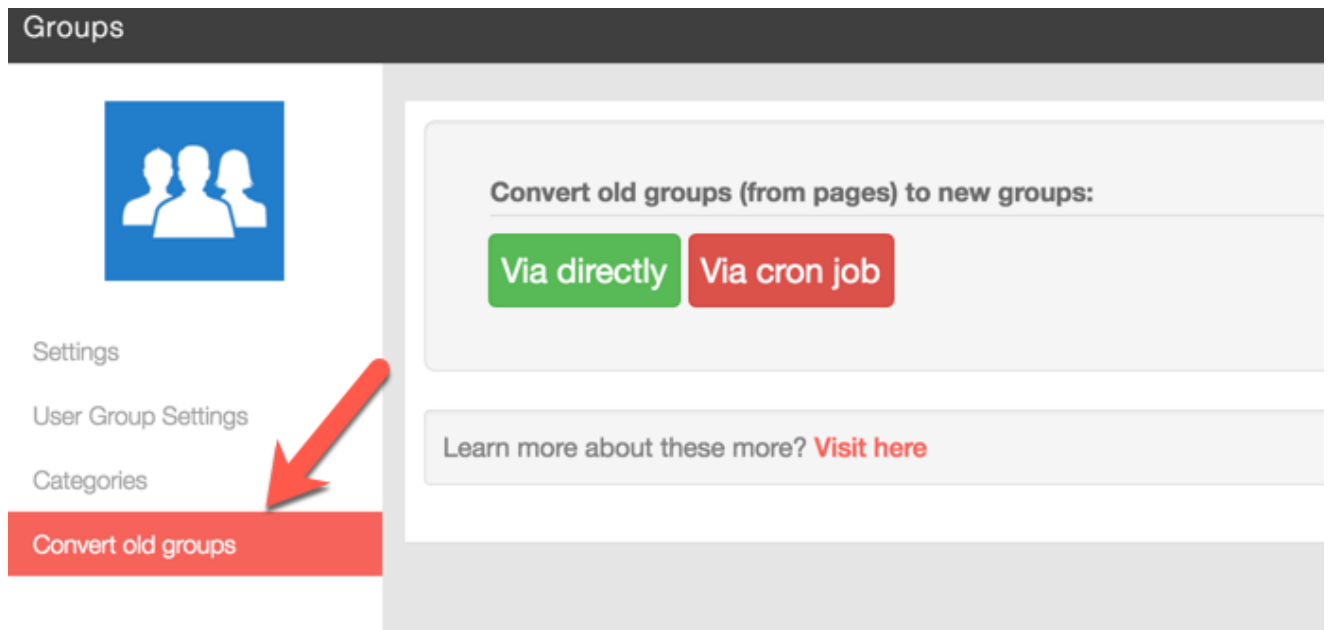 Groups
Convert old groups (from pages) to new groups:
Via directly Via cron job
Settings
User Group Settings
Categories
Convert old groups
Learn more about these more? Visit here